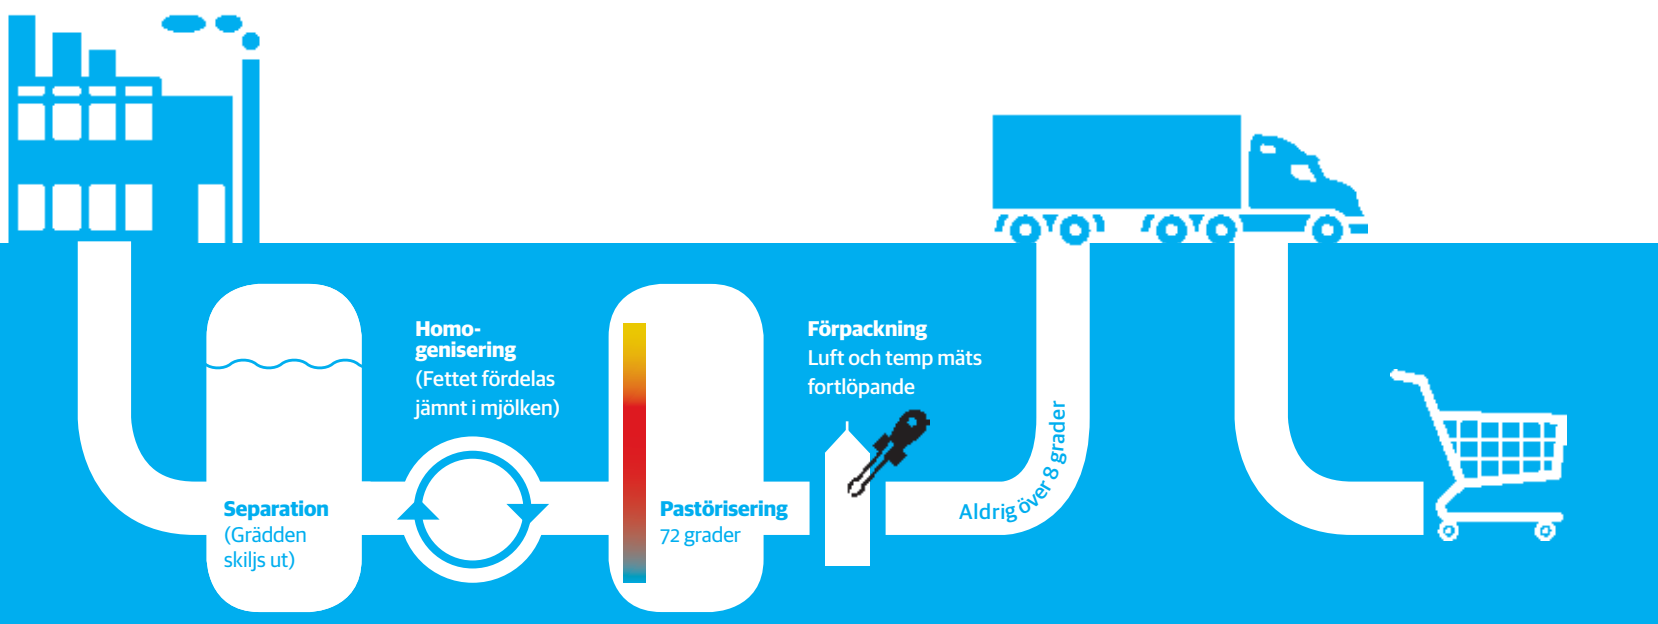 Separation
(Grädden
skiljs ut)
Homo-
genisering
(Fettet fördelas
jämnt i mjölken)
Pastörisering
72 grader
Förpackning
Luft och temp mäts
fortlöpande
Aldrig över 8 grader